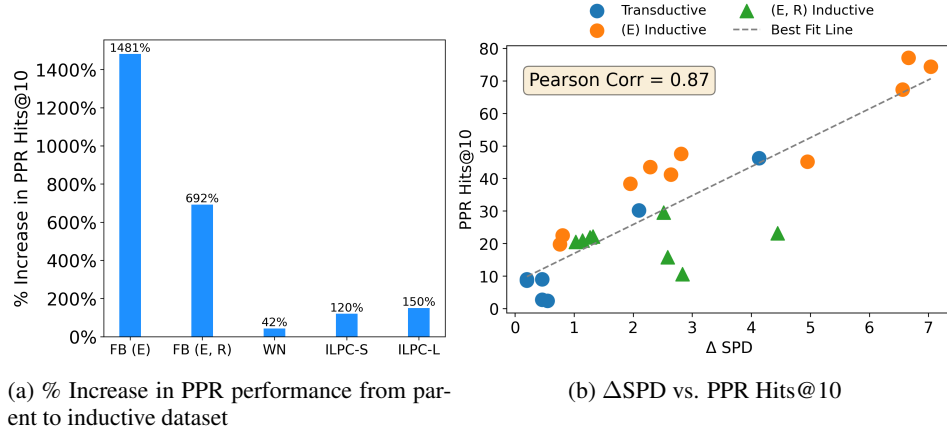 % Increase in PPR Hits@10
1400%
1200%
1000%
800%
600%
400%
200%
0%
1481%
692%
42%
120%
150%
FB (E)
FB (E, R)
WN
ILPC-S
ILPC-L
(a) % Increase in PPR performance from par-
ent to inductive dataset
Transductive
(E) Inductive
(E, R) Inductive
Best Fit Line
Pearson Corr = 0.87
PPR Hits@10
80
70
60
50
40
30
20
10
0
0
1
2
3
4
5
6
7
Δ SPD
(b) ΔSPD vs. PPR Hits@10